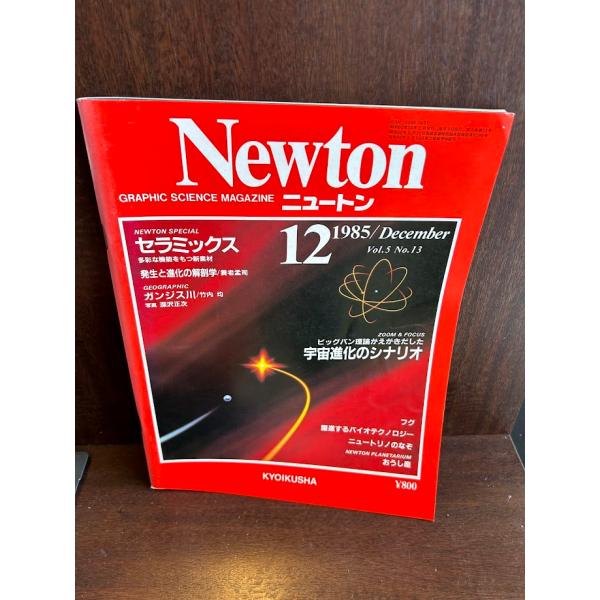 Newton
GRAPHIC SCIENCE MAGAZINE
ニュートン
NEWTON SPECIAL
セラミックス
多彩な機能をもつ新素材
発生と進化の解剖学/養老孟司
GEOGRAPHIC
ガンジス川/竹内 均
写真 深沢正次
12 1985/December
Vol.5 No.13
ZOOM & FOCUS
ビッグバン理論がえがきだした
宇宙進化のシナリオ
フグ
躍進するバイオテクノロジー
ニュートリノのなぞ
NEWTON PLANETARIUM
おうし座
KYOIKUSHA
¥800